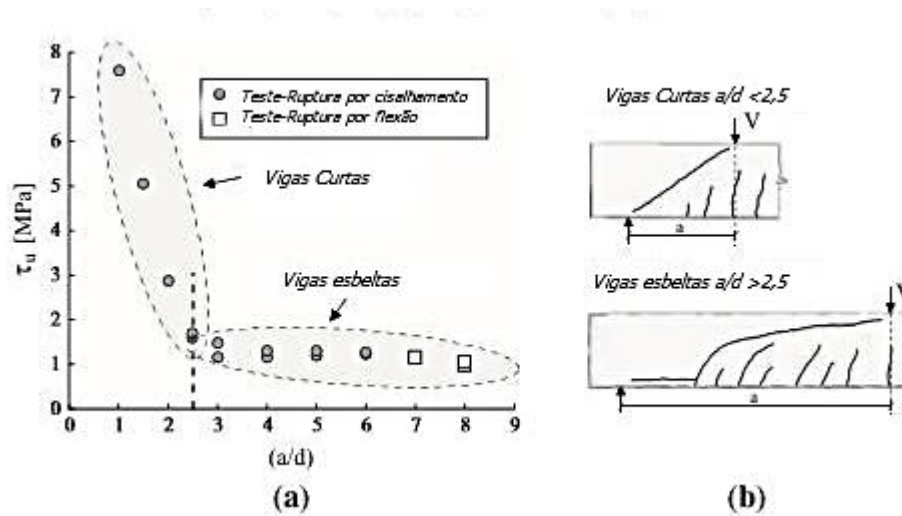 8
7
6
5
4
3
2
1
0
τu [MPa]
Teste-Ruptura por cisalhamento
Teste-Ruptura por flexão
Vigas Curtas
Vigas esbeltas
0 1 2 3 4 5 6 7 8 9
(a/d)
(a)
Vigas Curtas a/d <2,5
V
a
Vigas esbeltas a/d >2,5
V
a
(b)